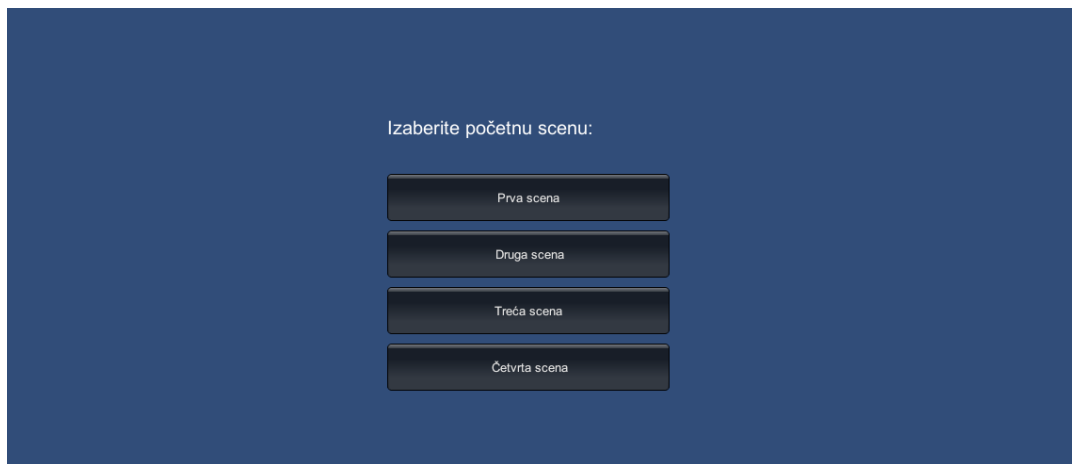 Izaberite početnu scenu:
Prva scena
Druga scena
Treća scena
Četvrta scena